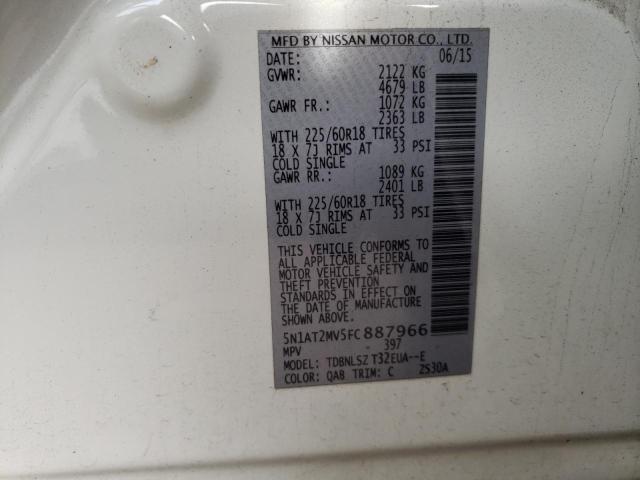 MFD BY NISSAN MOTOR CO., LTD.
DATE: 06/15
GVWR: 2122 KG
4679 LB
GAWR FR.: 1072 KG
2363 LB
WITH 225/60R18 TIRES
18 X 7J RIMS AT 33 PSI
COLD SINGLE
GAWR RR.: 1089 KG
2401 LB
WITH 225/60R18 TIRES
18 X 7J RIMS AT 33 PSI
COLD SINGLE
THIS VEHICLE CONFORMS TO
ALL APPLICABLE FEDERAL
MOTOR VEHICLE SAFETY AND
THEFT PREVENTION
STANDARDS IN EFFECT ON
THE DATE OF MANUFACTURE
SHOWN ABOVE.
5N1AT2MV5FC887966
MPV 397
MODEL: TDBNLSZ T32EUA--E
COLOR: QAB TRIM: C 2S30A